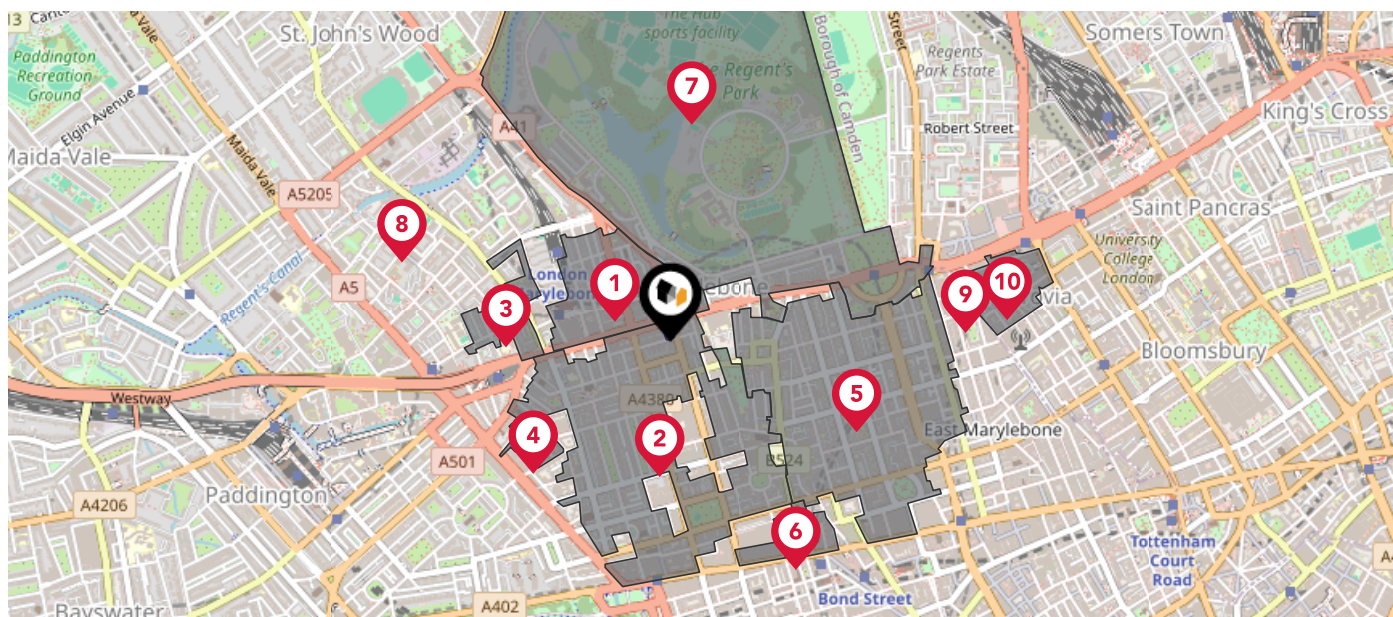 13
St. John's Wood
The Hub
sports facility
Somers Town
Paddington
Recreation
Ground
Maida Vale
Elgin Avenue
Borough of Camden
Street
Regents
Park Estate
The Regent's
Park
7
King's Cross
A41
Robert Street
Maida Vale
A5205
Saint Pancras
8
University
College
London
London
1
10
9
3
A5
Regent's Canal
Bloomsbury
Westway
A4380
5
4
2
East Marylebone
A501
B524
Paddington
A4206
6
Tottenham
Court
Road
Bond Street
A402
Bayswater